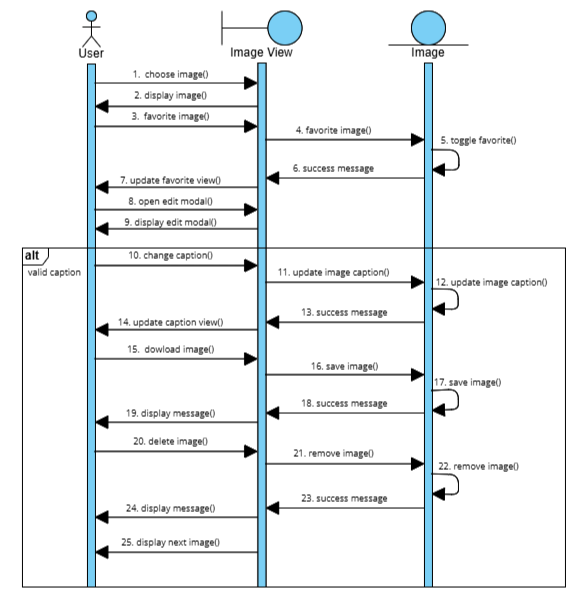 User
Image View
Image
1. choose image()
2. display image()
3. favorite image()
4. favorite image()
5. toggle favorite()
6. success message
7. update favorite view()
8. open edit modal()
9. display edit modal()
alt
valid caption
10. change caption()
11. update image caption()
12. update image caption()
13. success message
14. update caption view()
15. dowload image()
16. save image()
17. save image()
18. success message
19. display message()
20. delete image()
21. remove image()
22. remove image()
23. success message
24. display message()
25. display next image()